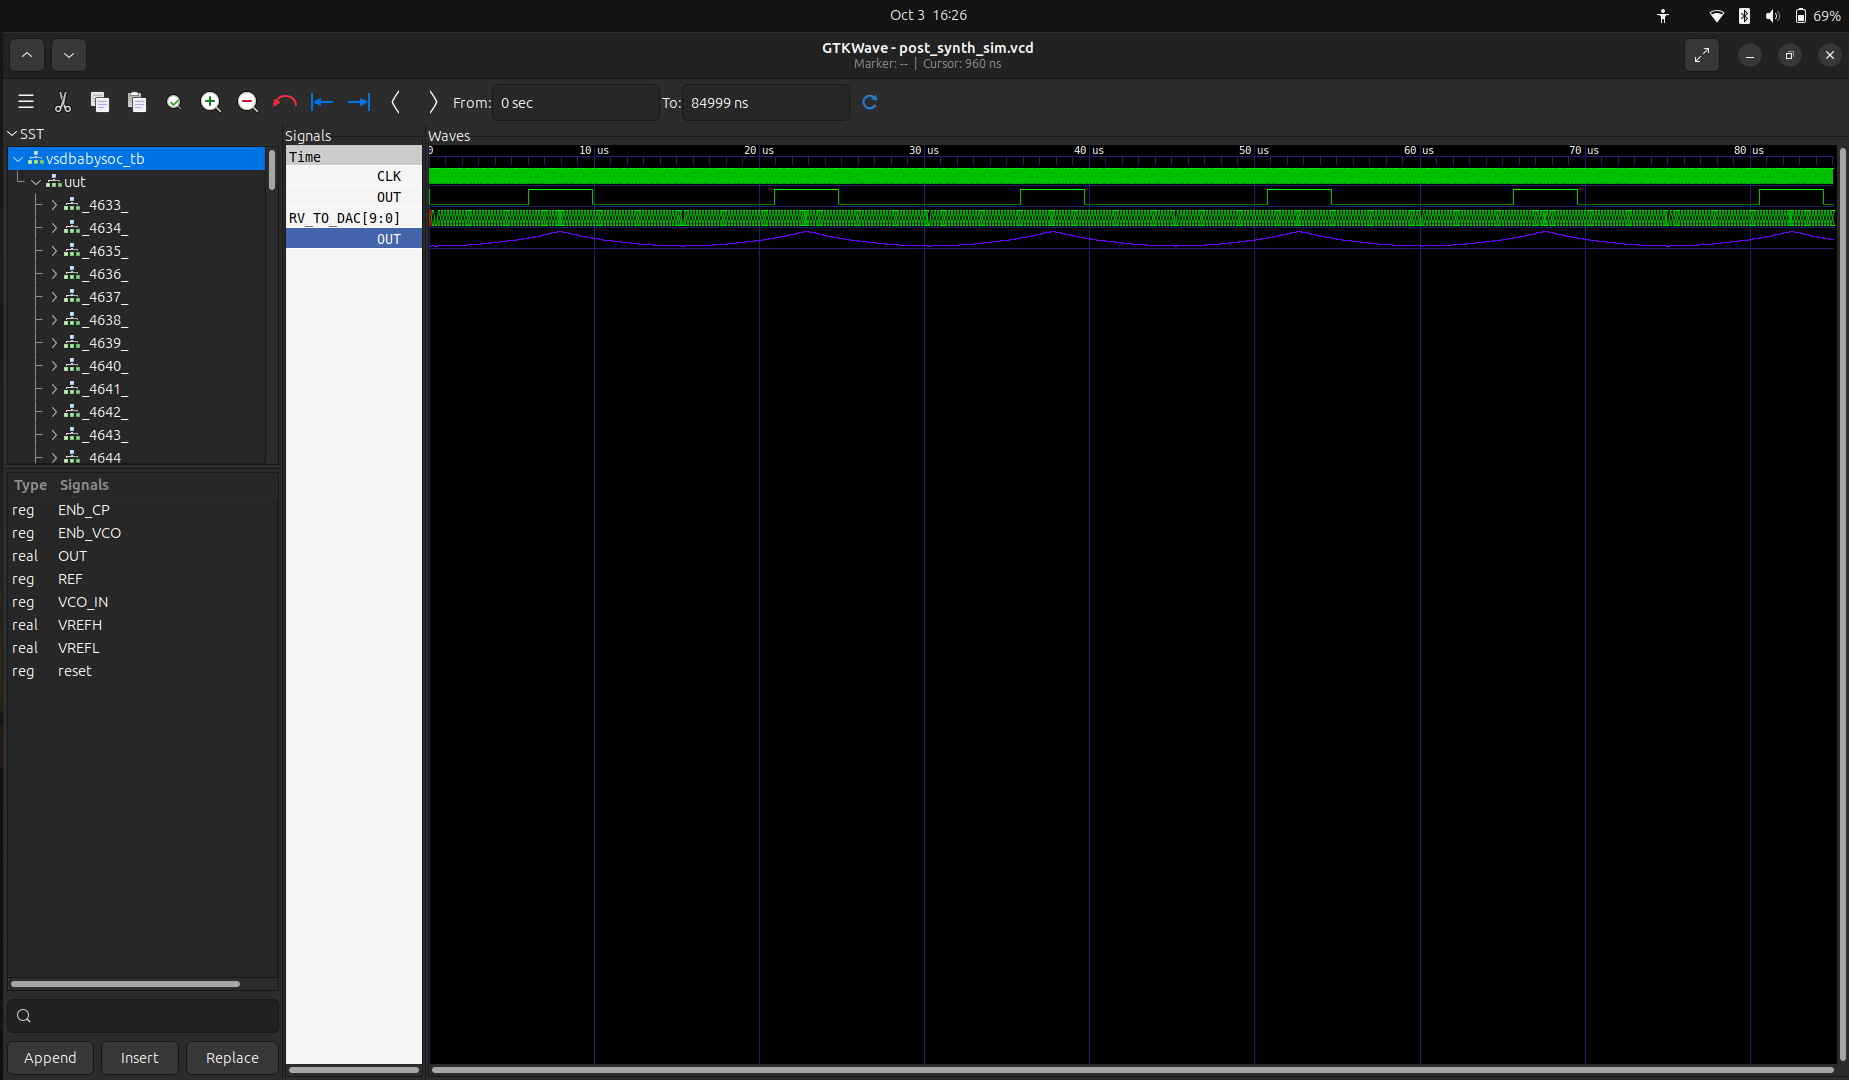 Oct 3 16:26
69%
GTKWave - post_synth_sim.vcd
Marker: -- | Cursor: 960 ns
From: 0 sec To: 84999 ns
SST
vsdbabysoc_tb
uut
_4633_
_4634_
_4635_
_4636_
_4637_
_4638_
_4639_
_4640_
_4641_
_4642_
_4643_
_4644
Type Signals
reg ENb_CP
reg ENb_VCO
real OUT
reg REF
reg VCO_IN
real VREFH
real VREFL
reg reset
Append Insert Replace
Signals
Time
CLK
OUT
RV_TO_DAC[9:0]
OUT
Waves
0 10 us 20 us 30 us 40 us 50 us 60 us 70 us 80 us